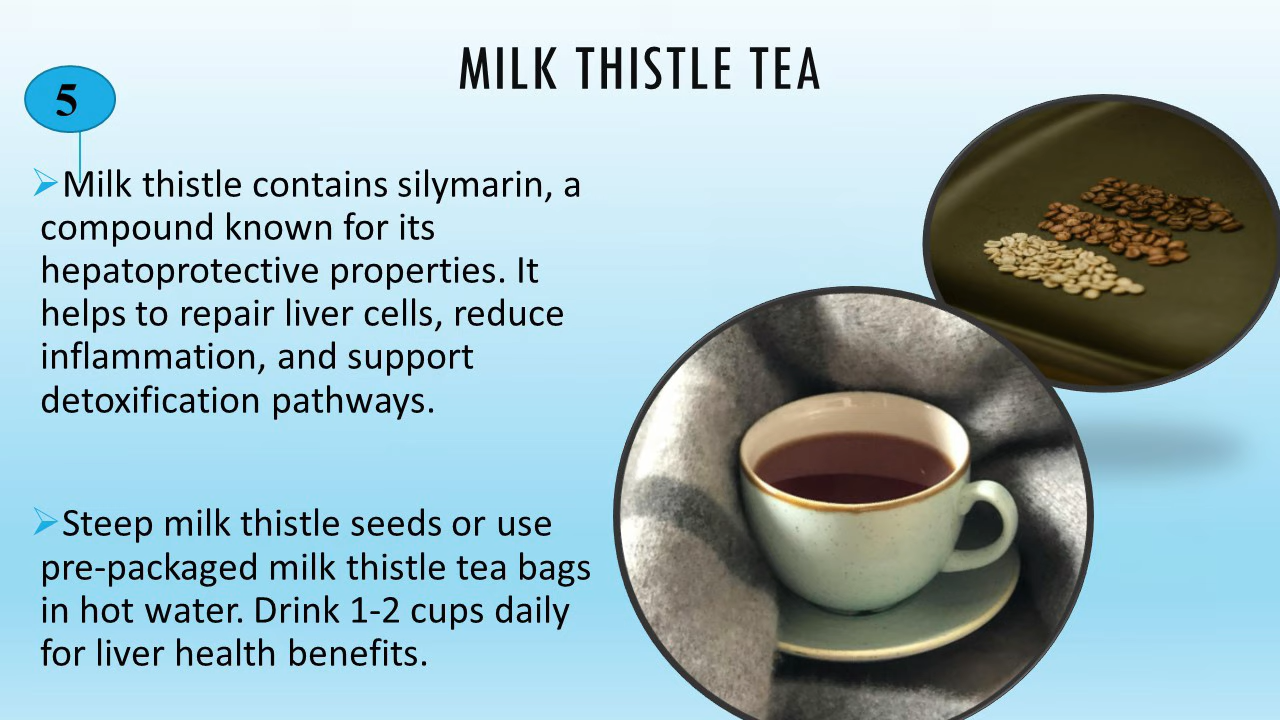 MILK THISTLE TEA
5
Milk thistle contains silymarin, a
compound known for its
hepatoprotective properties. It
helps to repair liver cells, reduce
inflammation, and support
detoxification pathways.
Steep milk thistle seeds or use
pre-packaged milk thistle tea bags
in hot water. Drink 1-2 cups daily
for liver health benefits.